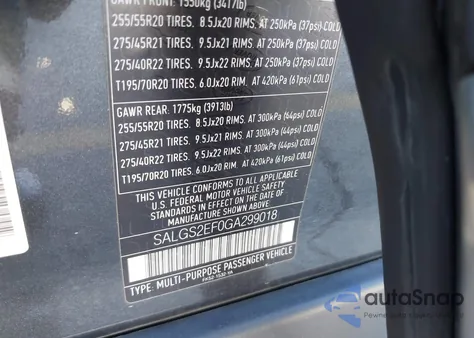 GAWR FRONT: 1550kg (3417lb)
255/55R20 TIRES. 8.5Jx20 RIMS. AT 250kPa (37psi) COLD
275/45R21 TIRES. 9.5Jx21 RIMS. AT 250kPa (37psi) COLD
275/40R22 TIRES. 9.5Jx22 RIMS. AT 250kPa (37psi) COLD
T195/70R20 TIRES. 6.0Jx20 RIM. AT 420kPa (61psi) COLD
GAWR REAR: 1775kg (3913lb)
255/55R20 TIRES. 8.5Jx20 RIMS. AT 300kPa (44psi) COLD
275/45R21 TIRES. 9.5Jx21 RIMS. AT 300kPa (44psi) COLD
275/40R22 TIRES. 9.5Jx22 RIMS. AT 300kPa (44psi) COLD
T195/70R20 TIRES. 6.0Jx20 RIM. AT 420kPa (61psi) COLD
THIS VEHICLE CONFORMS TO ALL APPLICABLE
U.S. FEDERAL MOTOR VEHICLE SAFETY
STANDARDS IN EFFECT ON THE DATE OF
MANUFACTURE SHOWN ABOVE.
SALGS2EF0GA299018
TYPE: MULTI-PURPOSE PASSENGER VEHICLE
autoSnap